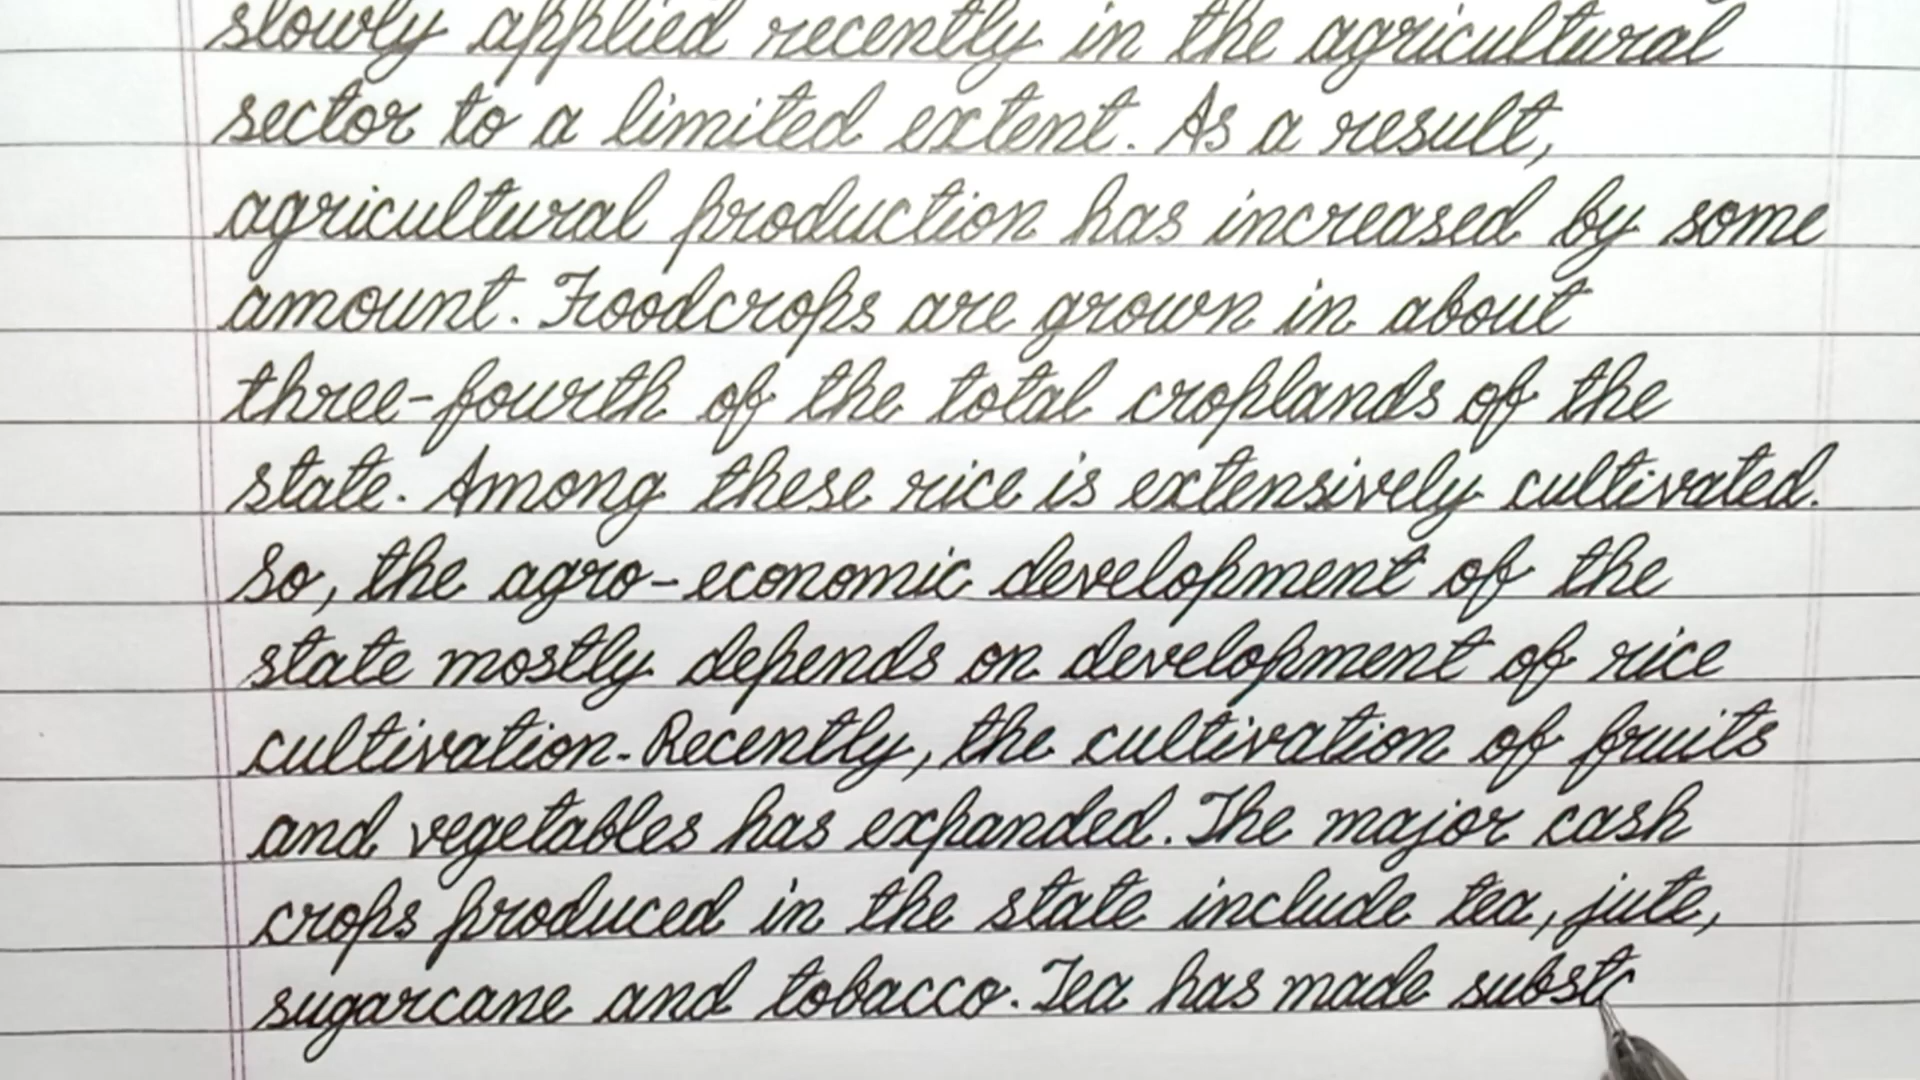 slowly applied recently in the agricultural
sector to a limited extent. As a result,
agricultural production has increased by some
amount. Foodcrops are grown in about
three-fourth of the total croplands of the
state. Among these rice is extensively cultivated.
So, the agro-economic development of the
state mostly depends on development of rice
cultivation. Recently, the cultivation of fruits
and vegetables has expanded. The major cash
crops produced in the state include tea, jute,
sugarcane and tobacco. Tea has made